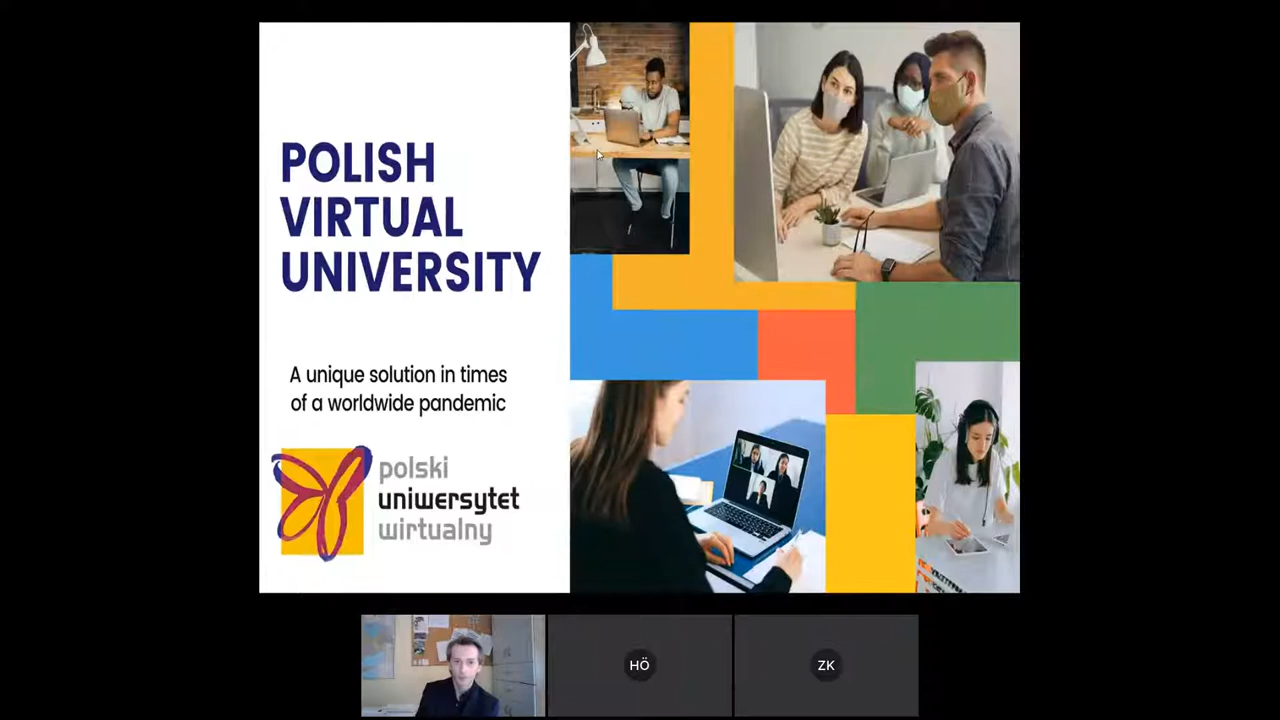 POLISH
VIRTUAL
UNIVERSITY
A unique solution in times
of a worldwide pandemic
polski
uniwersytet
wirtualny
HÖ
ZK